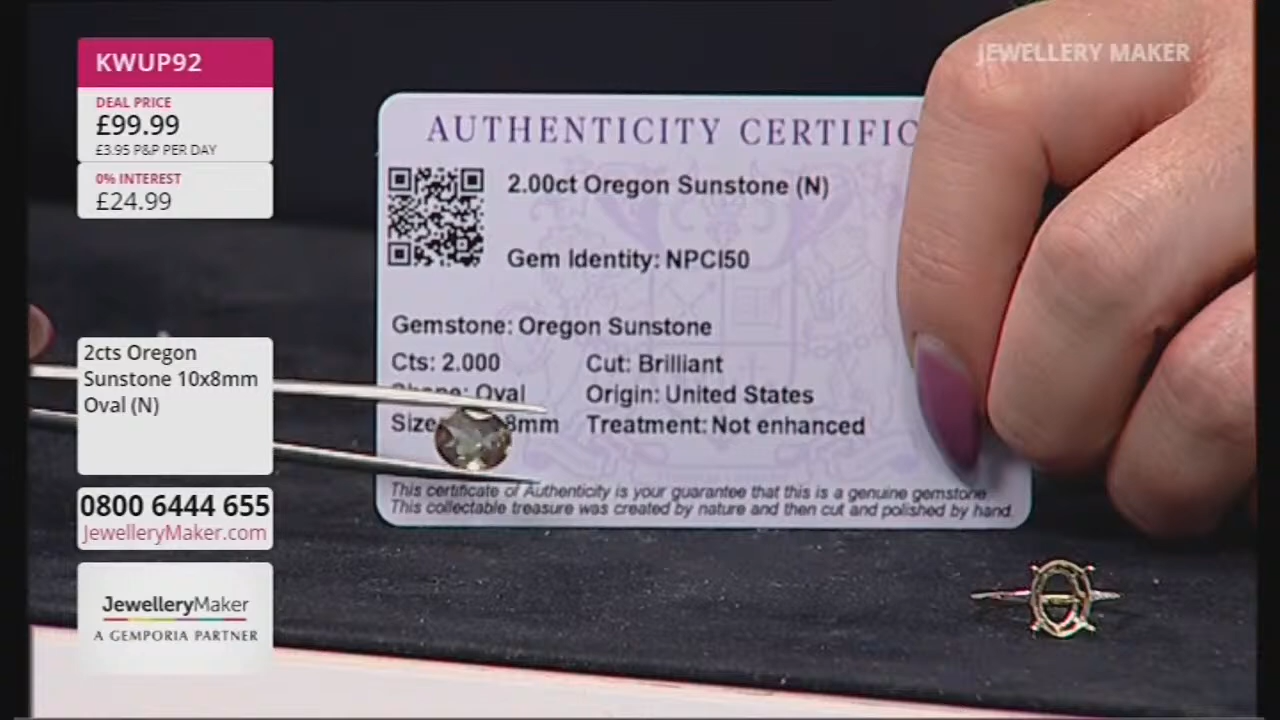 KWUP92
DEAL PRICE
£99.99
£3.95 P&P PER DAY
0% INTEREST
£24.99
2cts Oregon
Sunstone 10x8mm
Oval (N)
0800 6444 655
JewelleryMaker.com
JewelleryMaker
A GEMPORIA PARTNER
JEWELLERY MAKER
AUTHENTICITY CERTIFIC
2.00ct Oregon Sunstone (N)
Gem Identity: NPCI50
Gemstone: Oregon Sunstone
Cts: 2.000 Cut: Brilliant
Shape: Oval Origin: United States
Size 8mm Treatment: Not enhanced
This certificate of Authenticity is your guarantee that this is a genuine gemstone
This collectable treasure was created by nature and then cut and polished by hand.